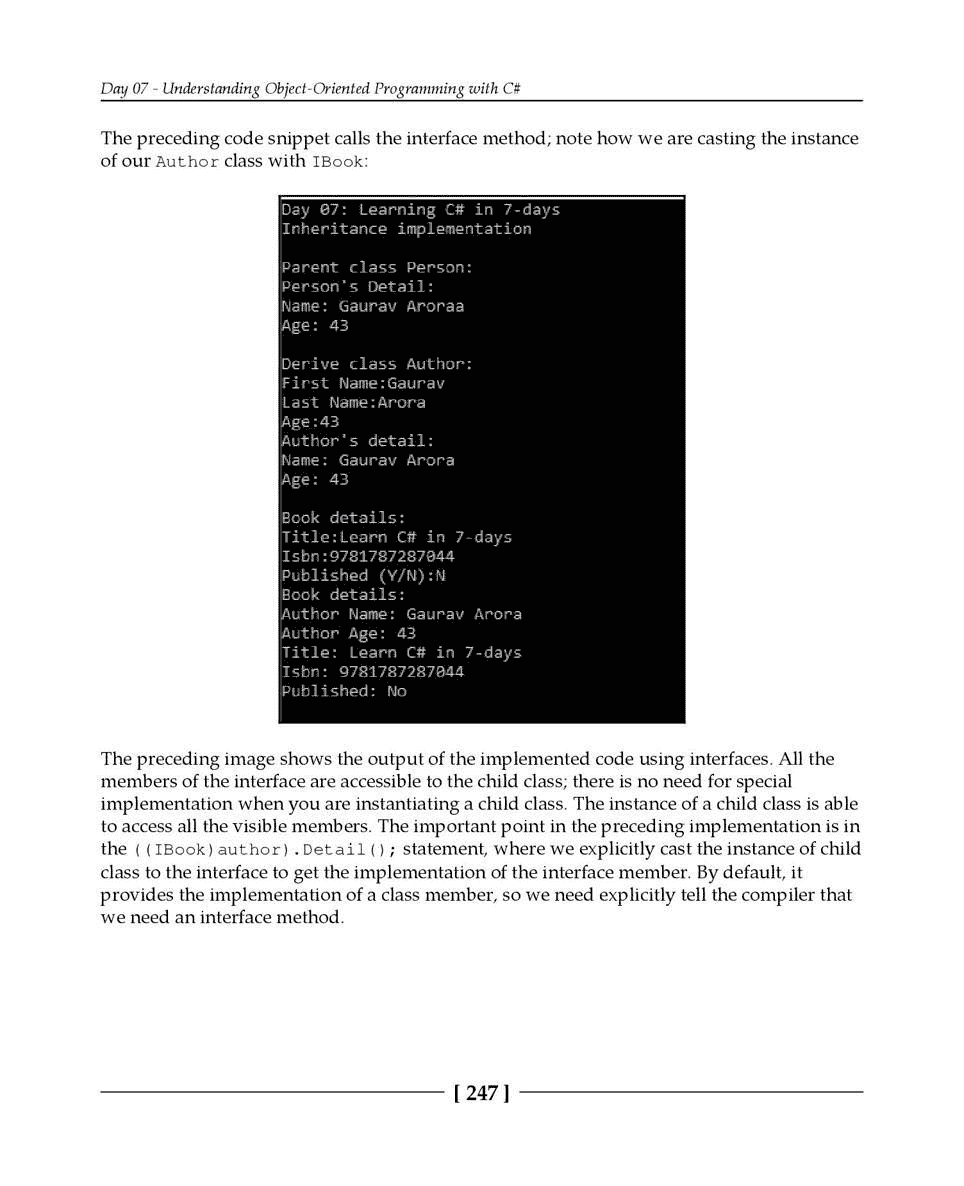 Day 07 - Understanding Object-Oriented Programming with C#
The preceding code snippet calls the interface method; note how we are casting the instance
of our Author class with IBook:
Day 07: Learning C# in 7-days
Inheritance implementation
Parent class Person:
Person's Detail:
Name: Gaurav Aroraa
Age: 43
Derive class Author:
First Name:Gaurav
Last Name:Arora
Age:43
Author's detail:
Name: Gaurav Arora
Age: 43
Book details:
Title:Learn C# in 7-days
Isbn:9781787287044
Published (Y/N):N
Book details:
Author Name: Gaurav Arora
Author Age: 43
Title: Learn C# in 7-days
Isbn: 9781787287044
Published: No
The preceding image shows the output of the implemented code using interfaces. All the
members of the interface are accessible to the child class; there is no need for special
implementation when you are instantiating a child class. The instance of a child class is able
to access all the visible members. The important point in the preceding implementation is in
the ((IBook)author).Detail(); statement, where we explicitly cast the instance of child
class to the interface to get the implementation of the interface member. By default, it
provides the implementation of a class member, so we need explicitly tell the compiler that
we need an interface method.
[ 247 ]